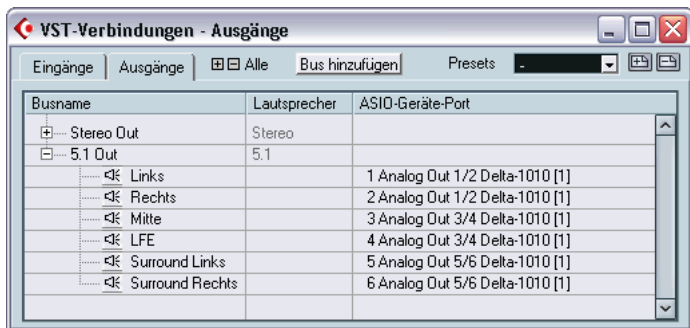 VST-Verbindungen - Ausgänge
Eingänge Ausgänge Alle Bus hinzufügen Presets -
Busname Lautsprecher ASIO-Geräte-Port
Stereo Out Stereo
5.1 Out 5.1
Links 1 Analog Out 1/2 Delta-1010 [1]
Rechts 2 Analog Out 1/2 Delta-1010 [1]
Mitte 3 Analog Out 3/4 Delta-1010 [1]
LFE 4 Analog Out 3/4 Delta-1010 [1]
Surround Links 5 Analog Out 5/6 Delta-1010 [1]
Surround Rechts 6 Analog Out 5/6 Delta-1010 [1]